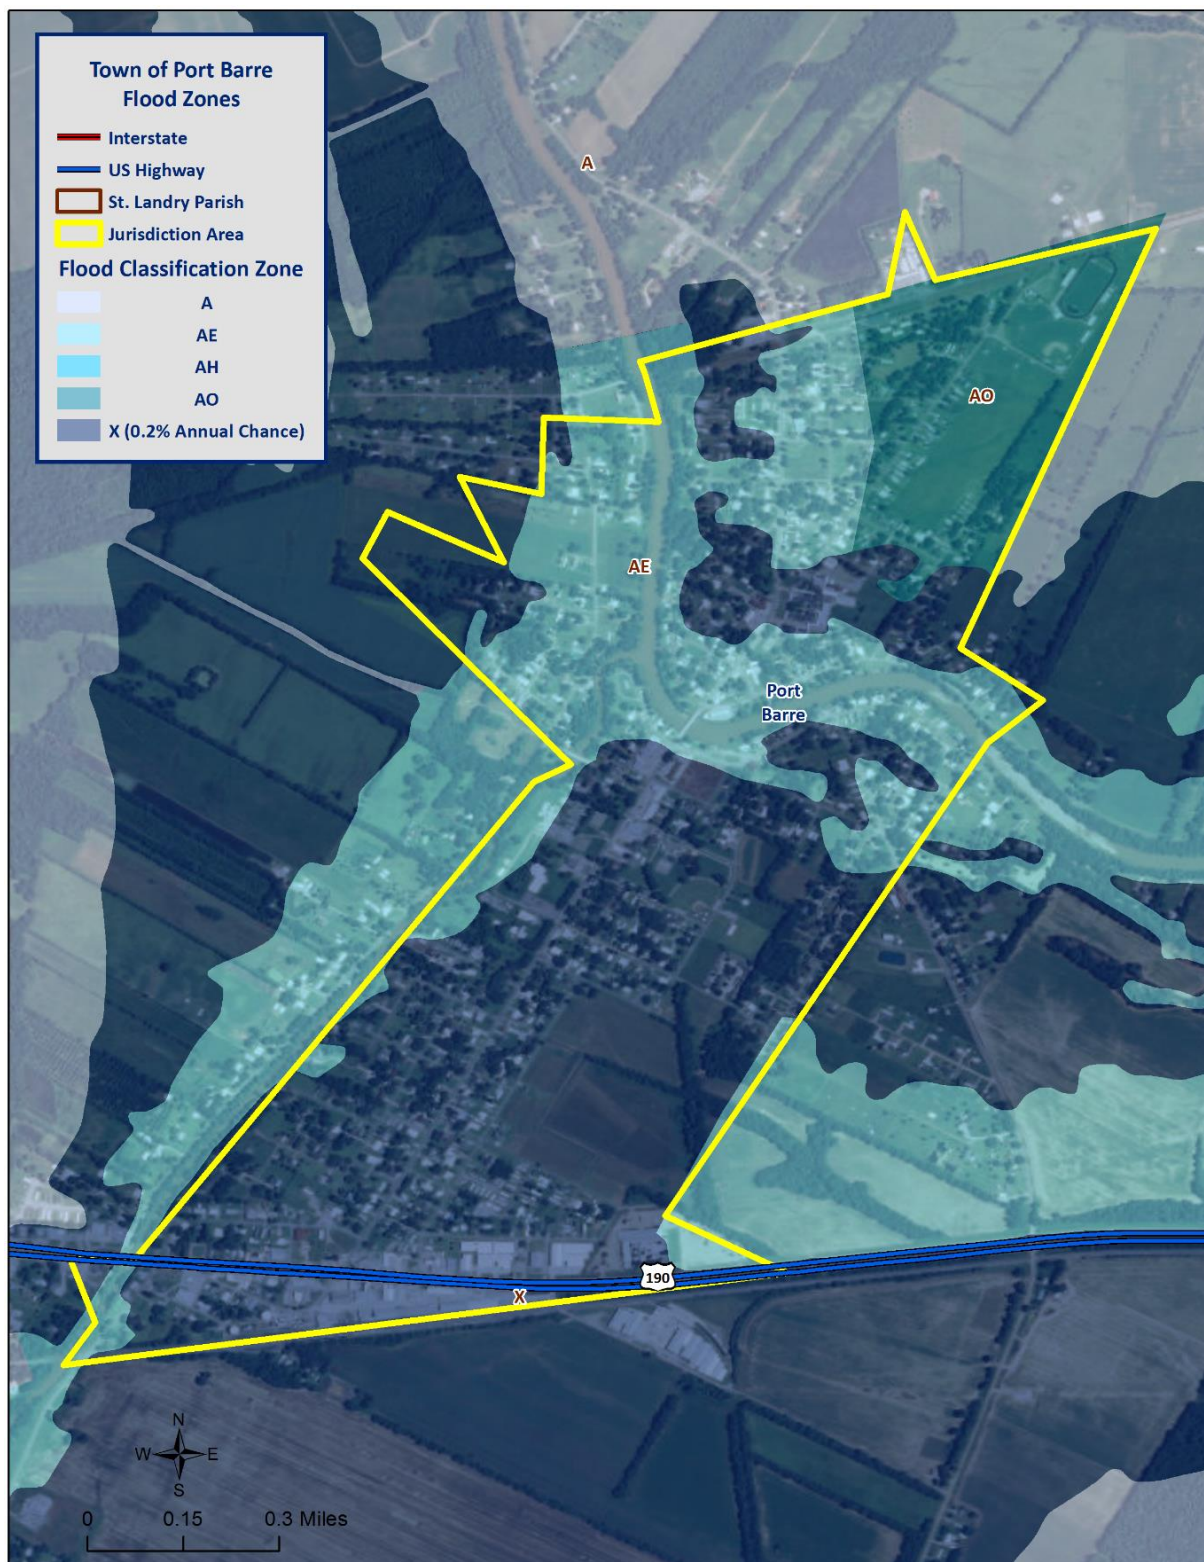 Town of Port Barre
Flood Zones
Interstate
US Highway
St. Landry Parish
Jurisdiction Area
Flood Classification Zone
A
AE
AH
AO
X (0.2% Annual Chance)
A
AO
AE
Port
Barre
190
X
N
W E
S
0 0.15 0.3 Miles